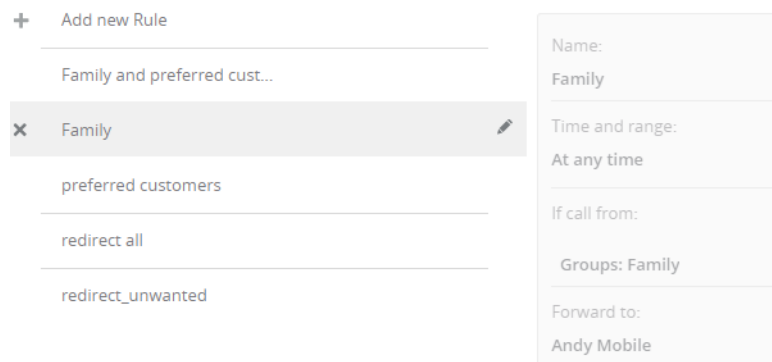 Add new Rule
Family and preferred cust...
Family
preferred customers
redirect all
redirect_unwanted
Name:
Family
Time and range:
At any time
If call from:
Groups: Family
Forward to:
Andy Mobile